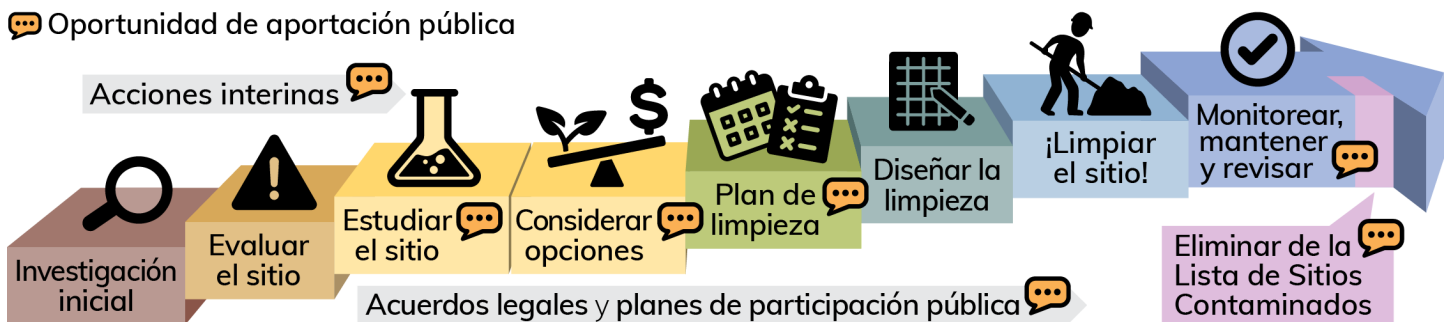 Oportunidad de aportación pública
Acciones interinas
Investigación
inicial
Evaluar
el sitio
Estudiar
el sitio
Considerar
opciones
Plan de
limpieza
Diseñar la
limpieza
¡Limpiar
el sitio!
Monitorear,
mantener
y revisar
Eliminar de la
Lista de Sitios
Contaminados
Acuerdos legales y planes de participación pública